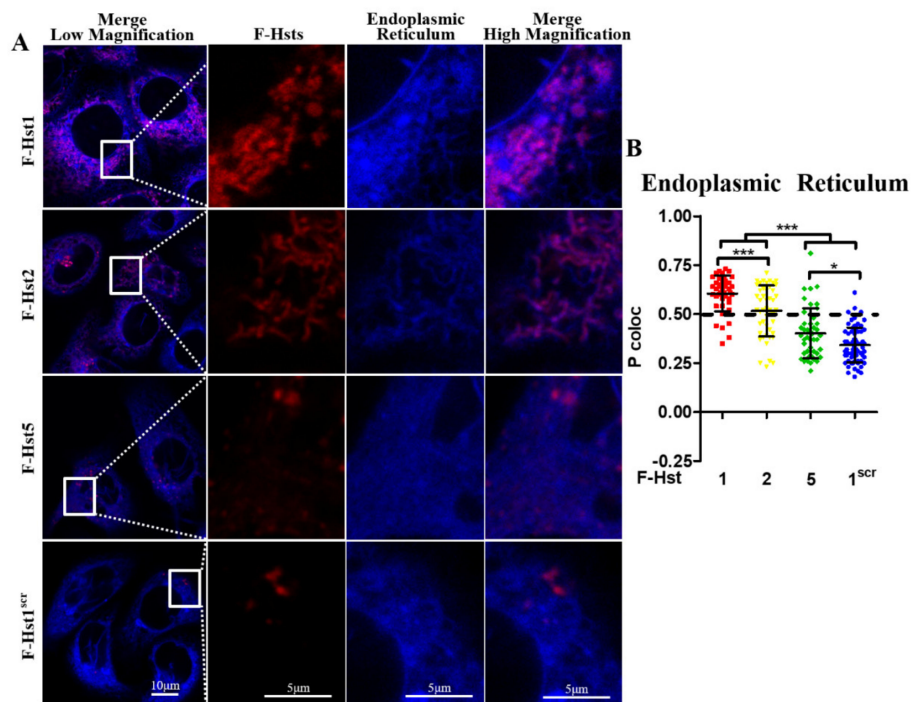 A
Merge
Low Magnification
F-Hsts
Endoplasmic
Reticulum
Merge
High Magnification
F-Hst1
F-Hst2
F-Hst5
F-Hst1scr
10μm
5μm
5μm
5μm
B
Endoplasmic Reticulum
P coloc
1.00
0.75
0.50
0.25
0.00
-0.25
***
***
*
F-Hst 1 2 5 1scr